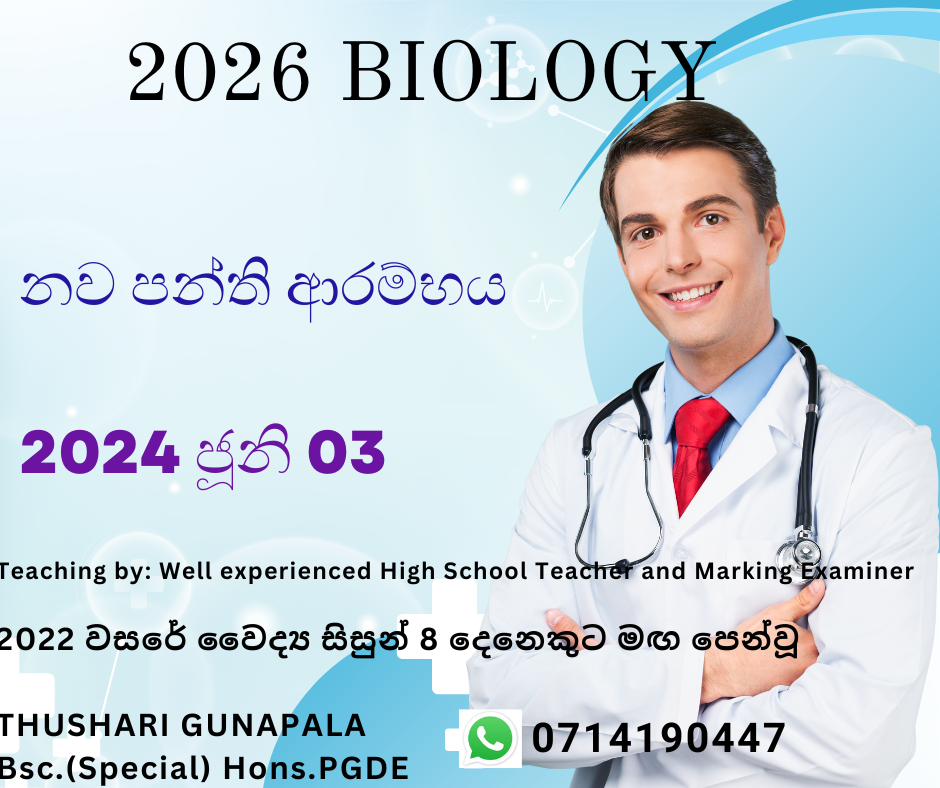 2026 BIOLOGY
නව පන්ති ආරම්භය
2024 ජූනි 03
Teaching by: Well experienced High School Teacher and Marking Examiner
2022 වසරේ වෛද්‍ය සිසුන් 8 දෙනෙකුට මඟ පෙන්වූ
THUSHARI GUNAPALA
Bsc.(Special) Hons.PGDE
0714190447